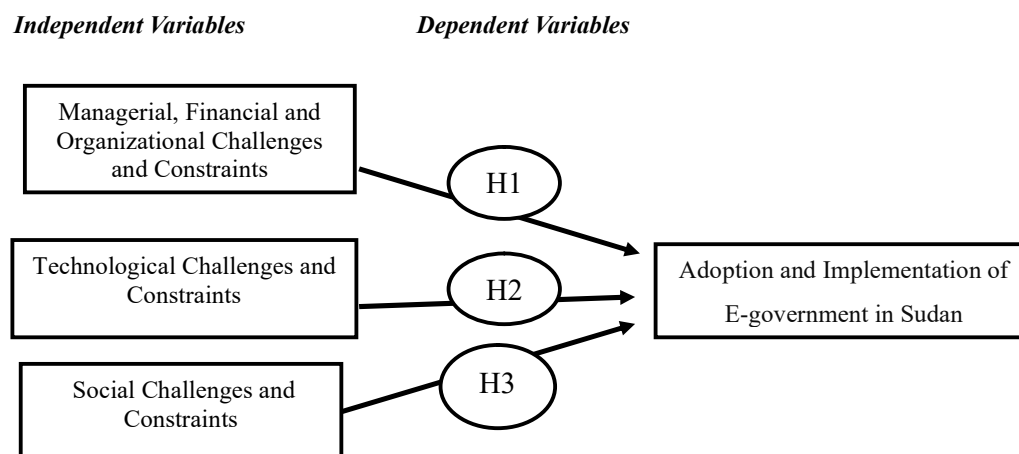 Independent Variables
Dependent Variables
Managerial, Financial and
Organizational Challenges
and Constraints
H1
Technological Challenges and
Constraints
H2
Adoption and Implementation of
E-government in Sudan
Social Challenges and
Constraints
H3